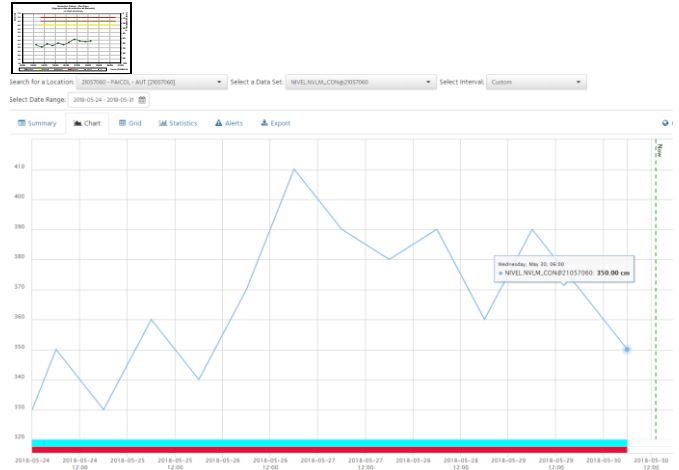 Search for a Location: 21057060 - PAICOL - AUT [21057060] Select a Data Set: NIVEL.NVLM_CON@21057060 Select Interval: Custom
Select Date Range: 2018-05-24 - 2018-05-31
Summary Chart Grid Statistics Alerts Export
Now
410
400
390
380
370
360
350
340
330
320
Wednesday, May 30, 06:00
NIVEL.NVLM_CON@21057060: 350.00 cm
2018-05-24 2018-05-24 2018-05-25 2018-05-25 2018-05-26 2018-05-26 2018-05-27 2018-05-27 2018-05-28 2018-05-28 2018-05-29 2018-05-29 2018-05-30 2018-05-30
12:00 12:00 12:00 12:00 12:00 12:00 12:00